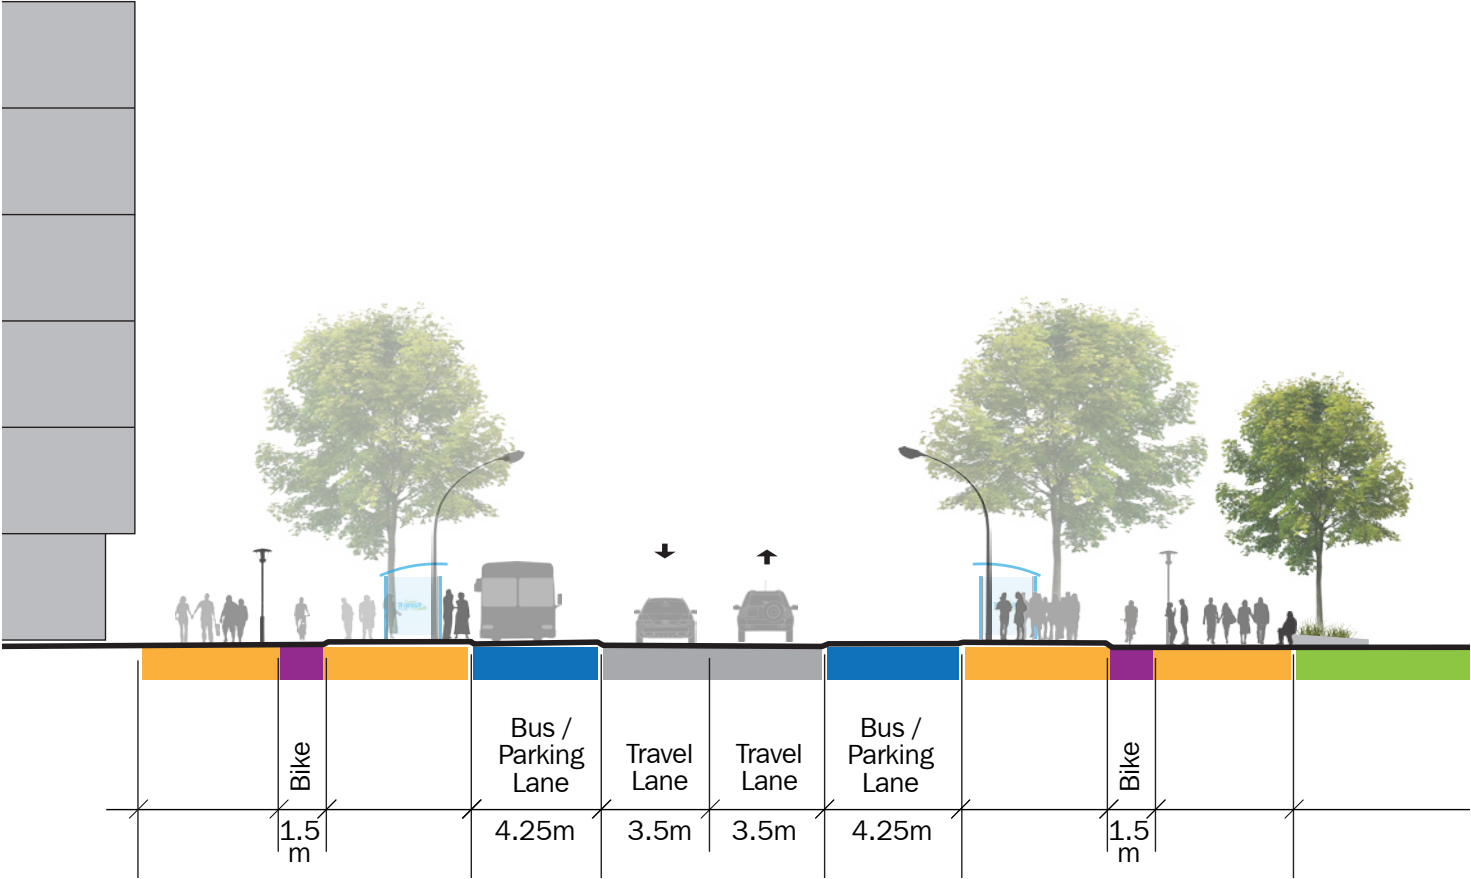 Bus /
Parking
Lane
Travel
Lane
Travel
Lane
Bus /
Parking
Lane
Bike
Bike
1.5
m
4.25m
3.5m
3.5m
4.25m
1.5
m